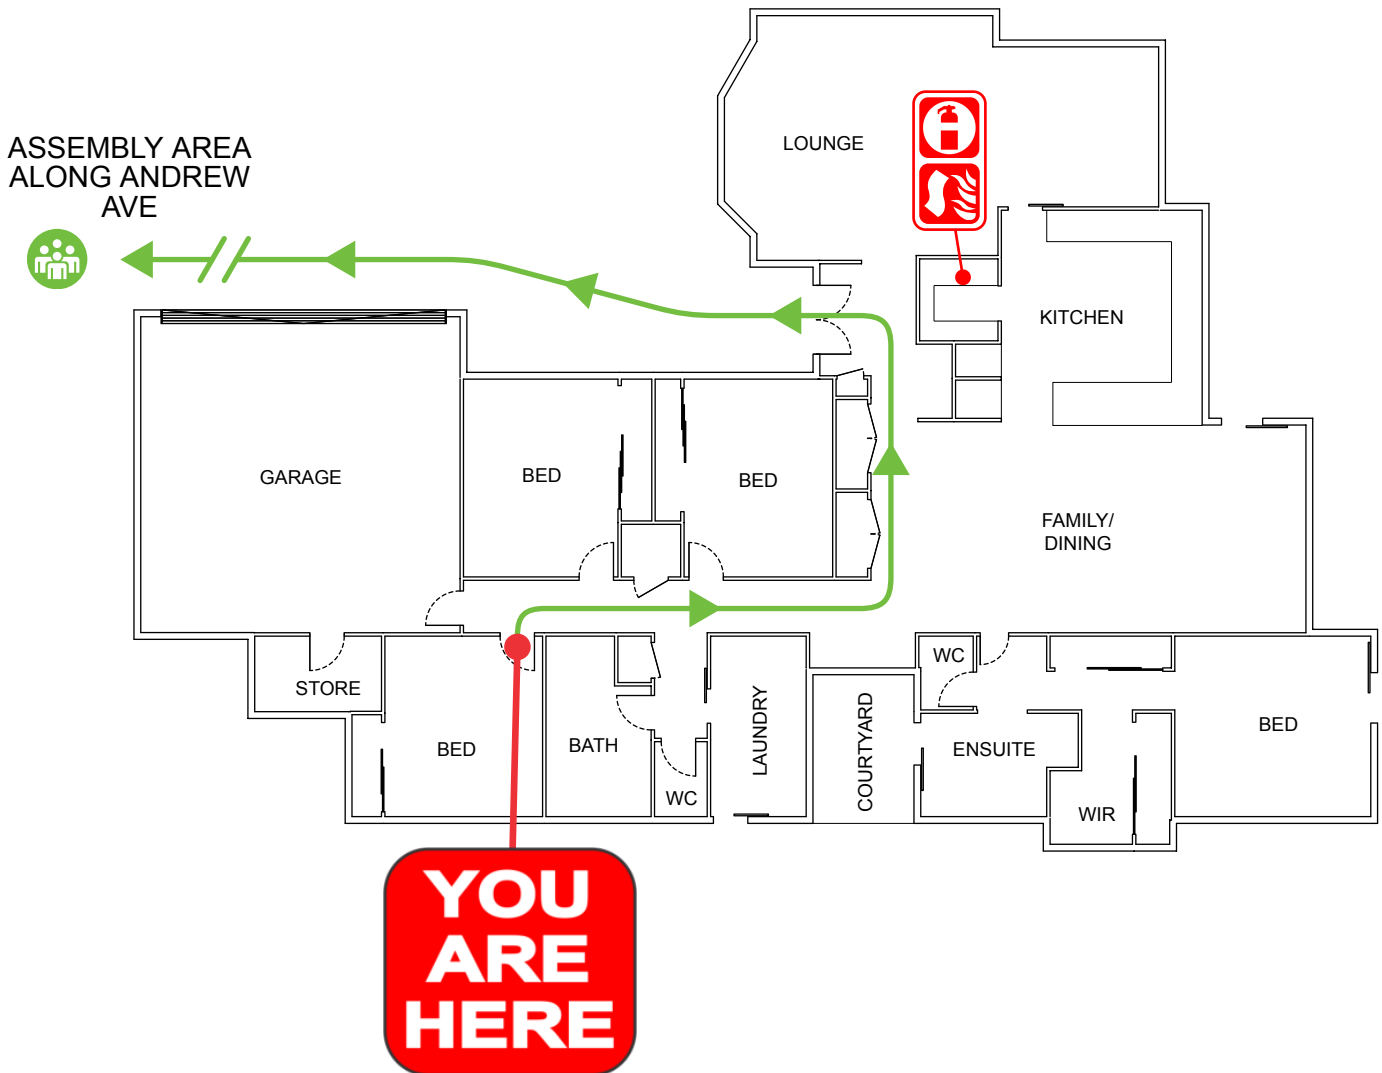 LOUNGE
ASSEMBLY AREA
ALONG ANDREW
AVE
KITCHEN
GARAGE
BED
BED
FAMILY/
DINING
WC
STORE
BED
BATH
WC
LAUNDRY
COURTYARD
ENSUITE
WIR
BED
YOU
ARE
HERE